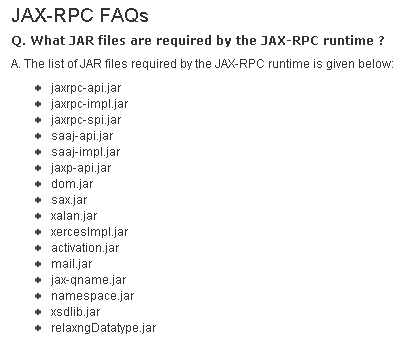 JAX-RPC FAQs
Q. What JAR files are required by the JAX-RPC runtime ?
A. The list of JAR files required by the JAX-RPC runtime is given below:
jaxrpc-api.jar
jaxrpc-impl.jar
jaxrpc-spi.jar
saaj-api.jar
saaj-impl.jar
jaxp-api.jar
dom.jar
sax.jar
xalan.jar
xercesImpl.jar
activation.jar
mail.jar
jax-qname.jar
namespace.jar
xsdlib.jar
relaxngDatatype.jar